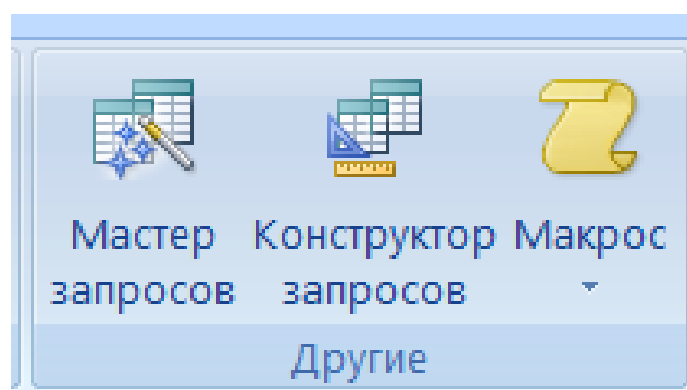 Мастер запросов
Конструктор запросов
Макрос
Другие